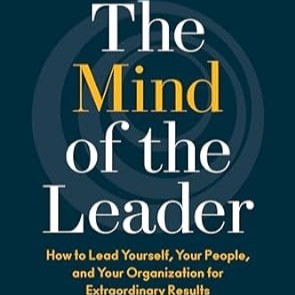 The
Mind
of the
Leader
How to Lead Yourself, Your People,
and Your Organization for
Extraordinary Results